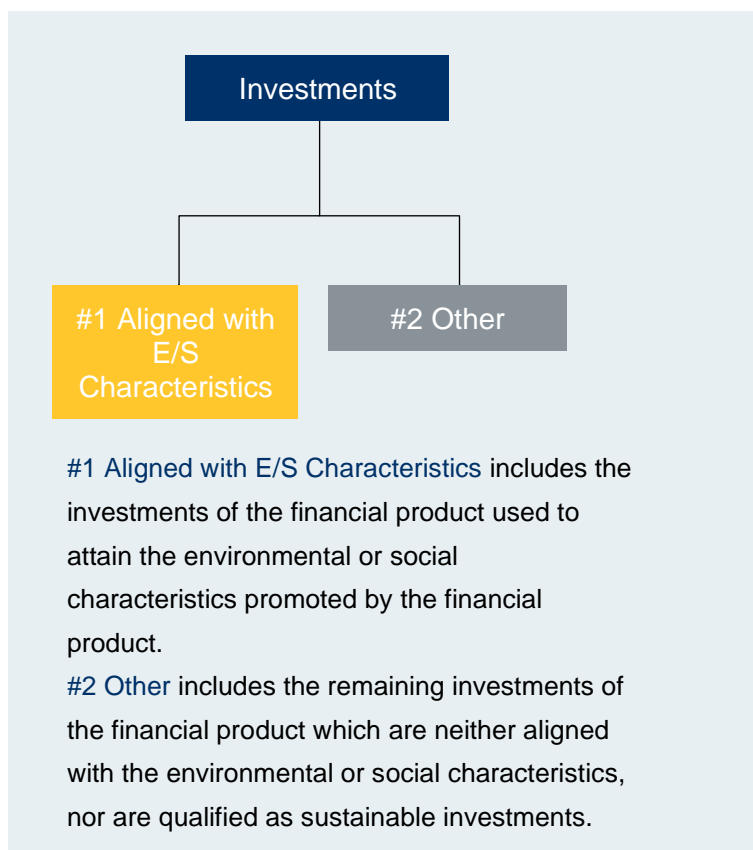 Investments
#1 Aligned with
E/S
Characteristics
#2 Other
#1 Aligned with E/S Characteristics includes the
investments of the financial product used to
attain the environmental or social
characteristics promoted by the financial
product.
#2 Other includes the remaining investments of
the financial product which are neither aligned
with the environmental or social characteristics,
nor are qualified as sustainable investments.